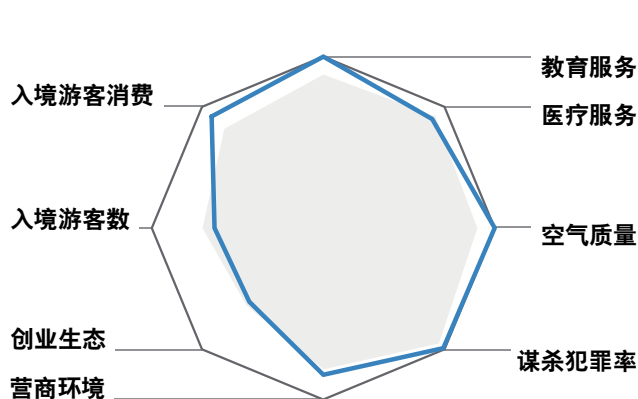 教育服务
入境游客消费
医疗服务
入境游客数
空气质量
创业生态
谋杀犯罪率
营商环境